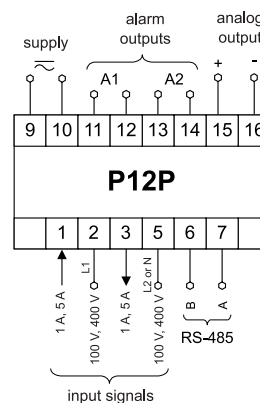 supply
alarm
outputs
analog
output
A1
A2
+
-
9 10 11 12 13 14 15 16
P12P
1 2 3 5 6 7
1 A, 5 A
L1
100 V, 400 V
1 A, 5 A
L2 or N
100 V, 400 V
B
A
RS-485
input signals